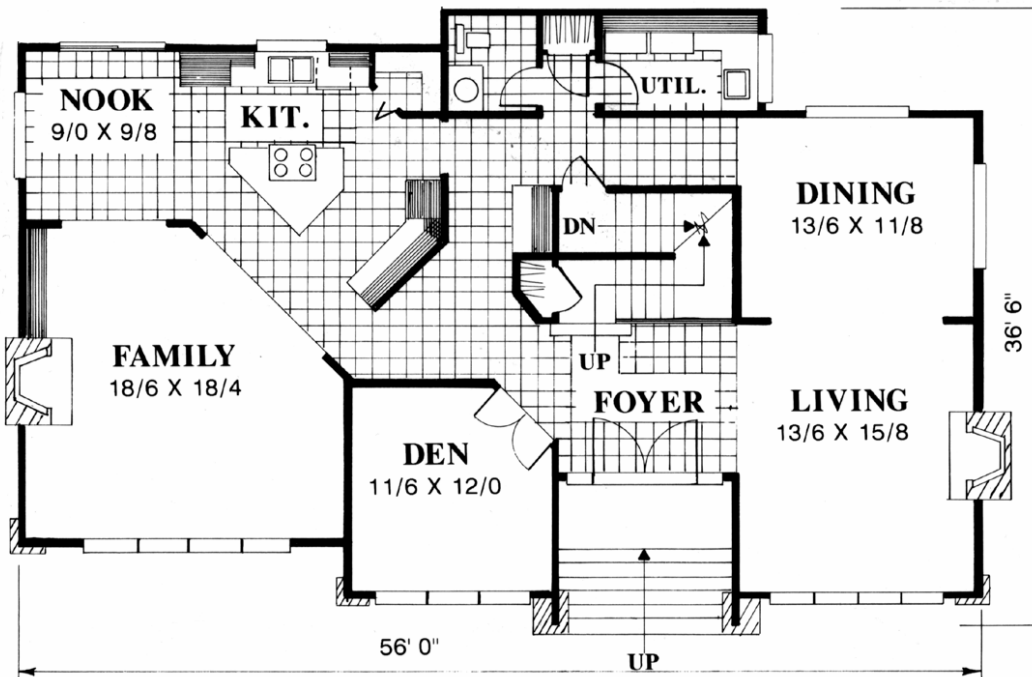 UTIL.
NOOK
9/0 X 9/8
KIT.
DINING
13/6 X 11/8
DN
36' 6"
FAMILY
18/6 X 18/4
UP
FOYER
LIVING
13/6 X 15/8
DEN
11/6 X 12/0
56' 0"
UP